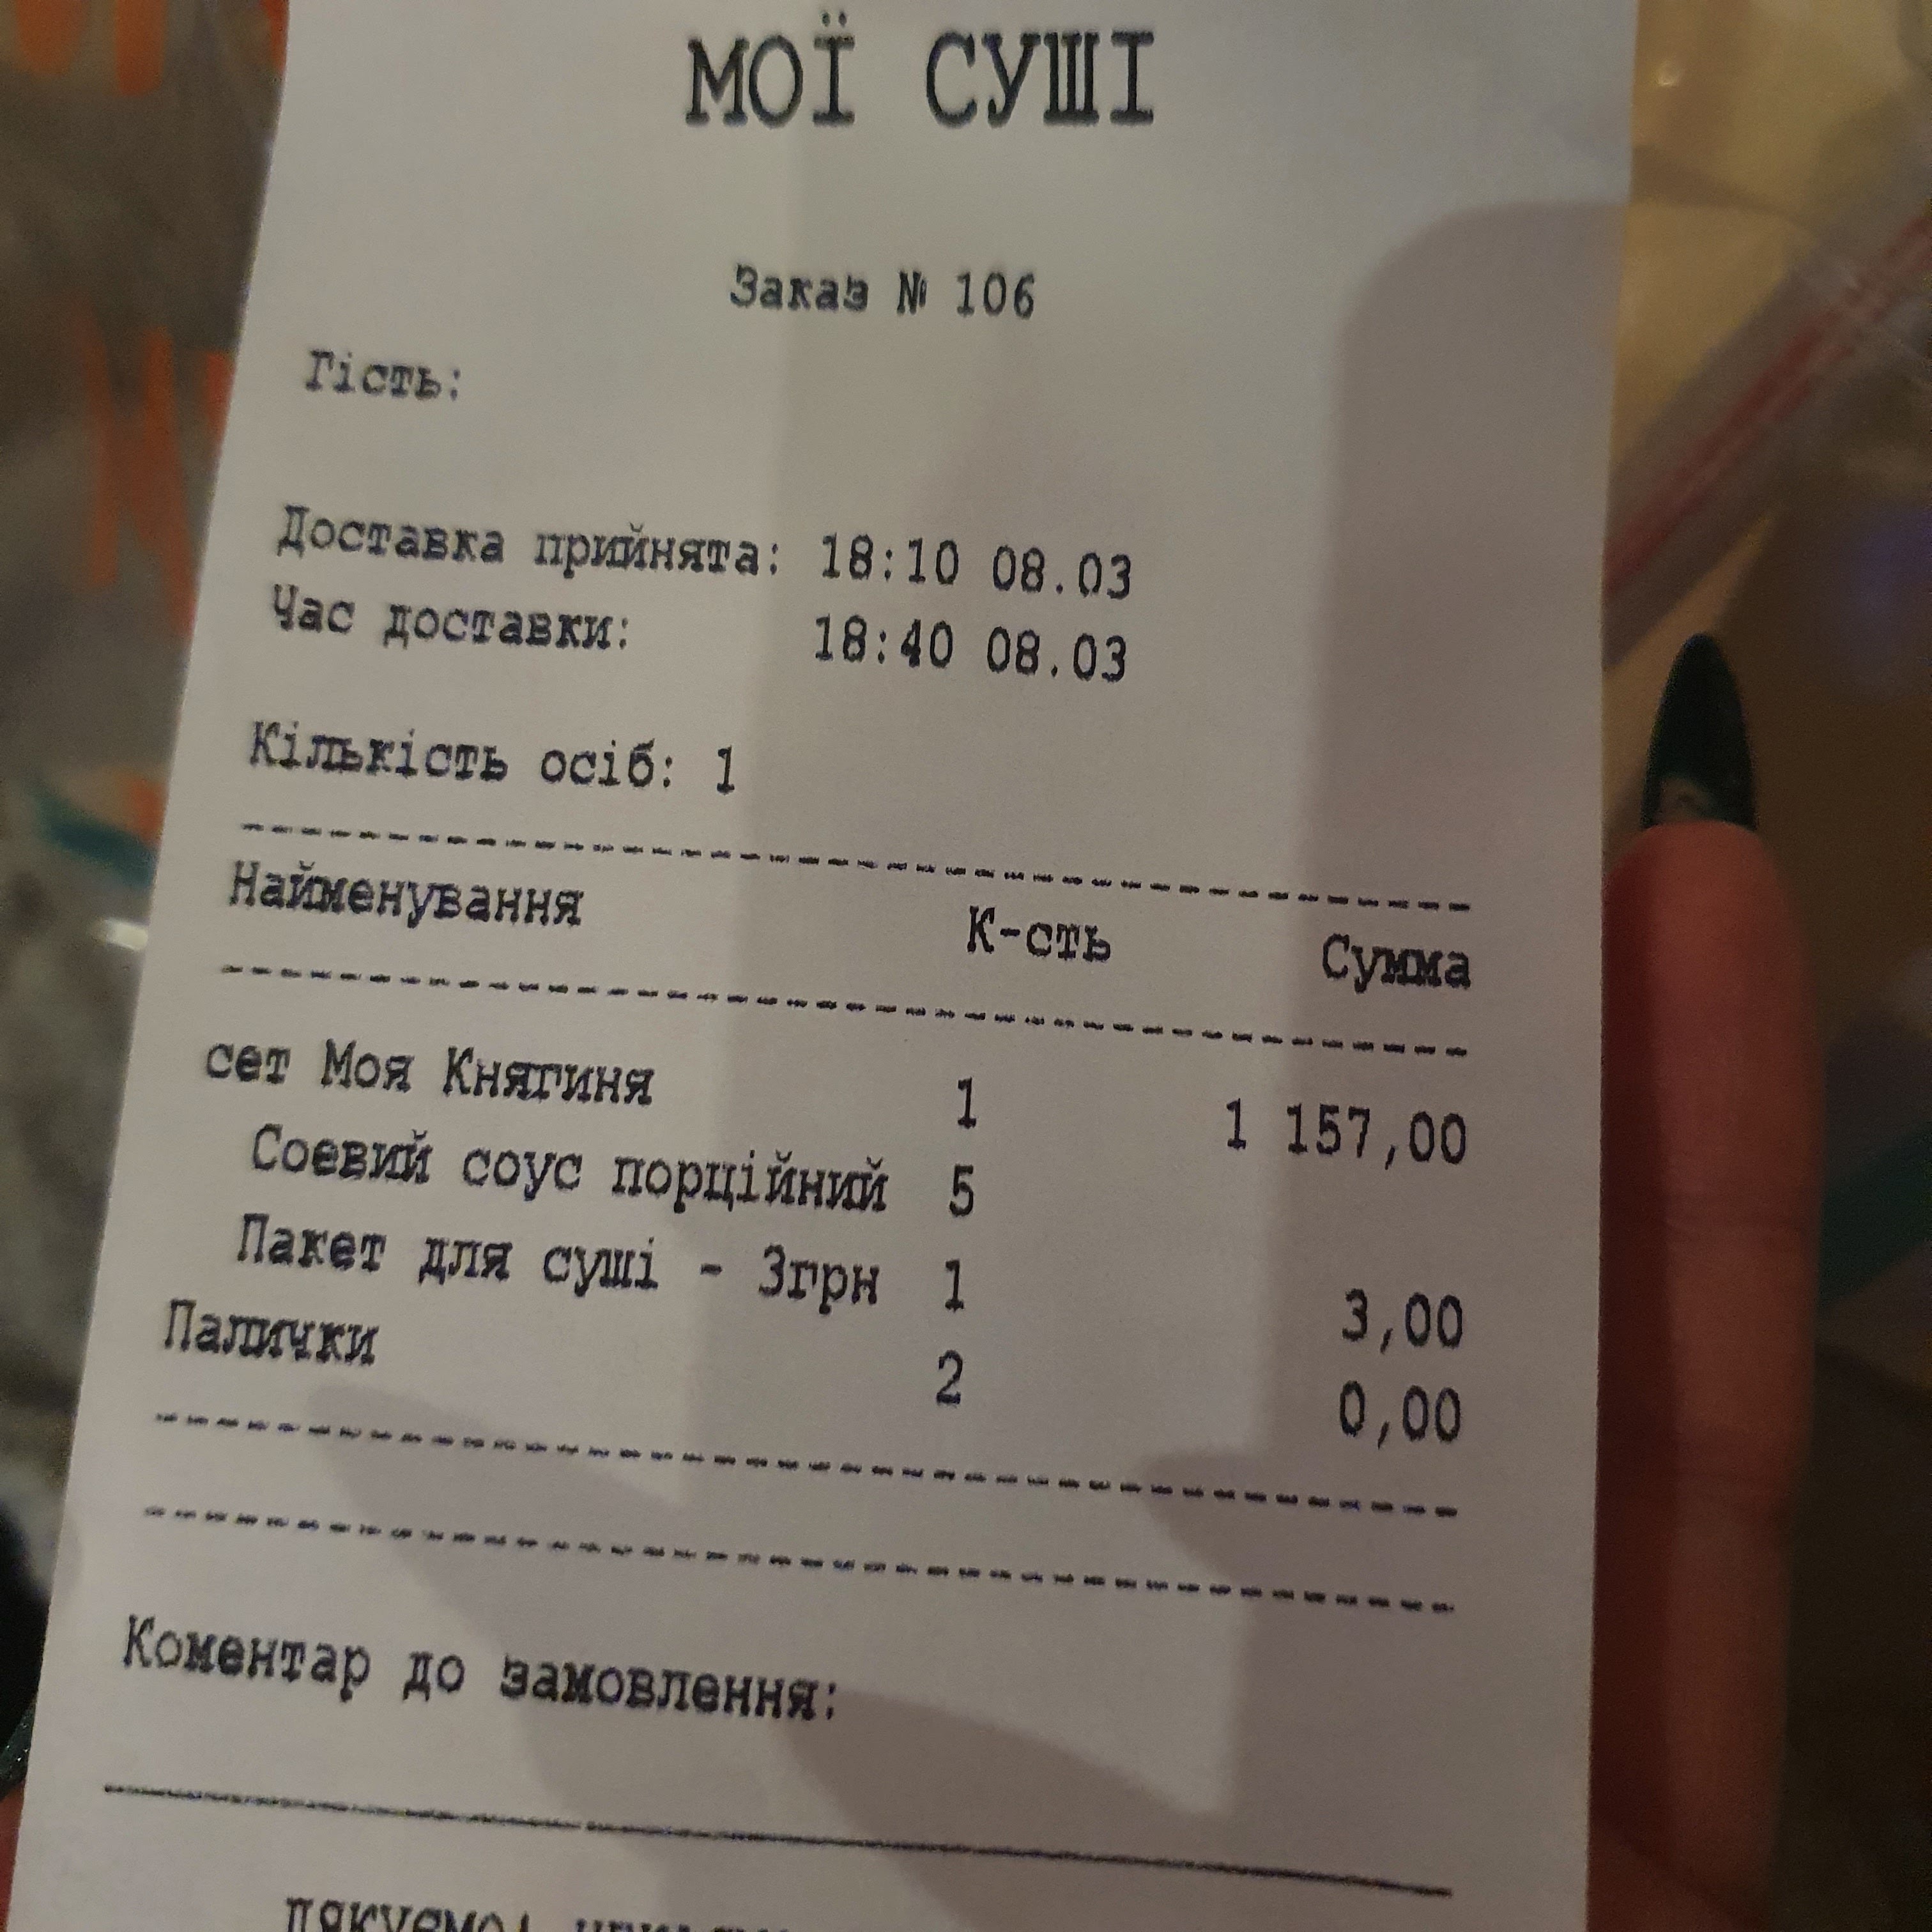 МОЇ СУШІ
Заказ № 106
Гість:
Доставка прийнята: 18:10 08.03
Час доставки: 18:40 08.03
Кількість осіб: 1
Найменування К-сть Сумма
сет Моя Княгиня 1 1 157,00
Соевий соус порційний 5
Пакет для суші - 3грн 1 3,00
Палички 2 0,00
Коментар до замовлення: